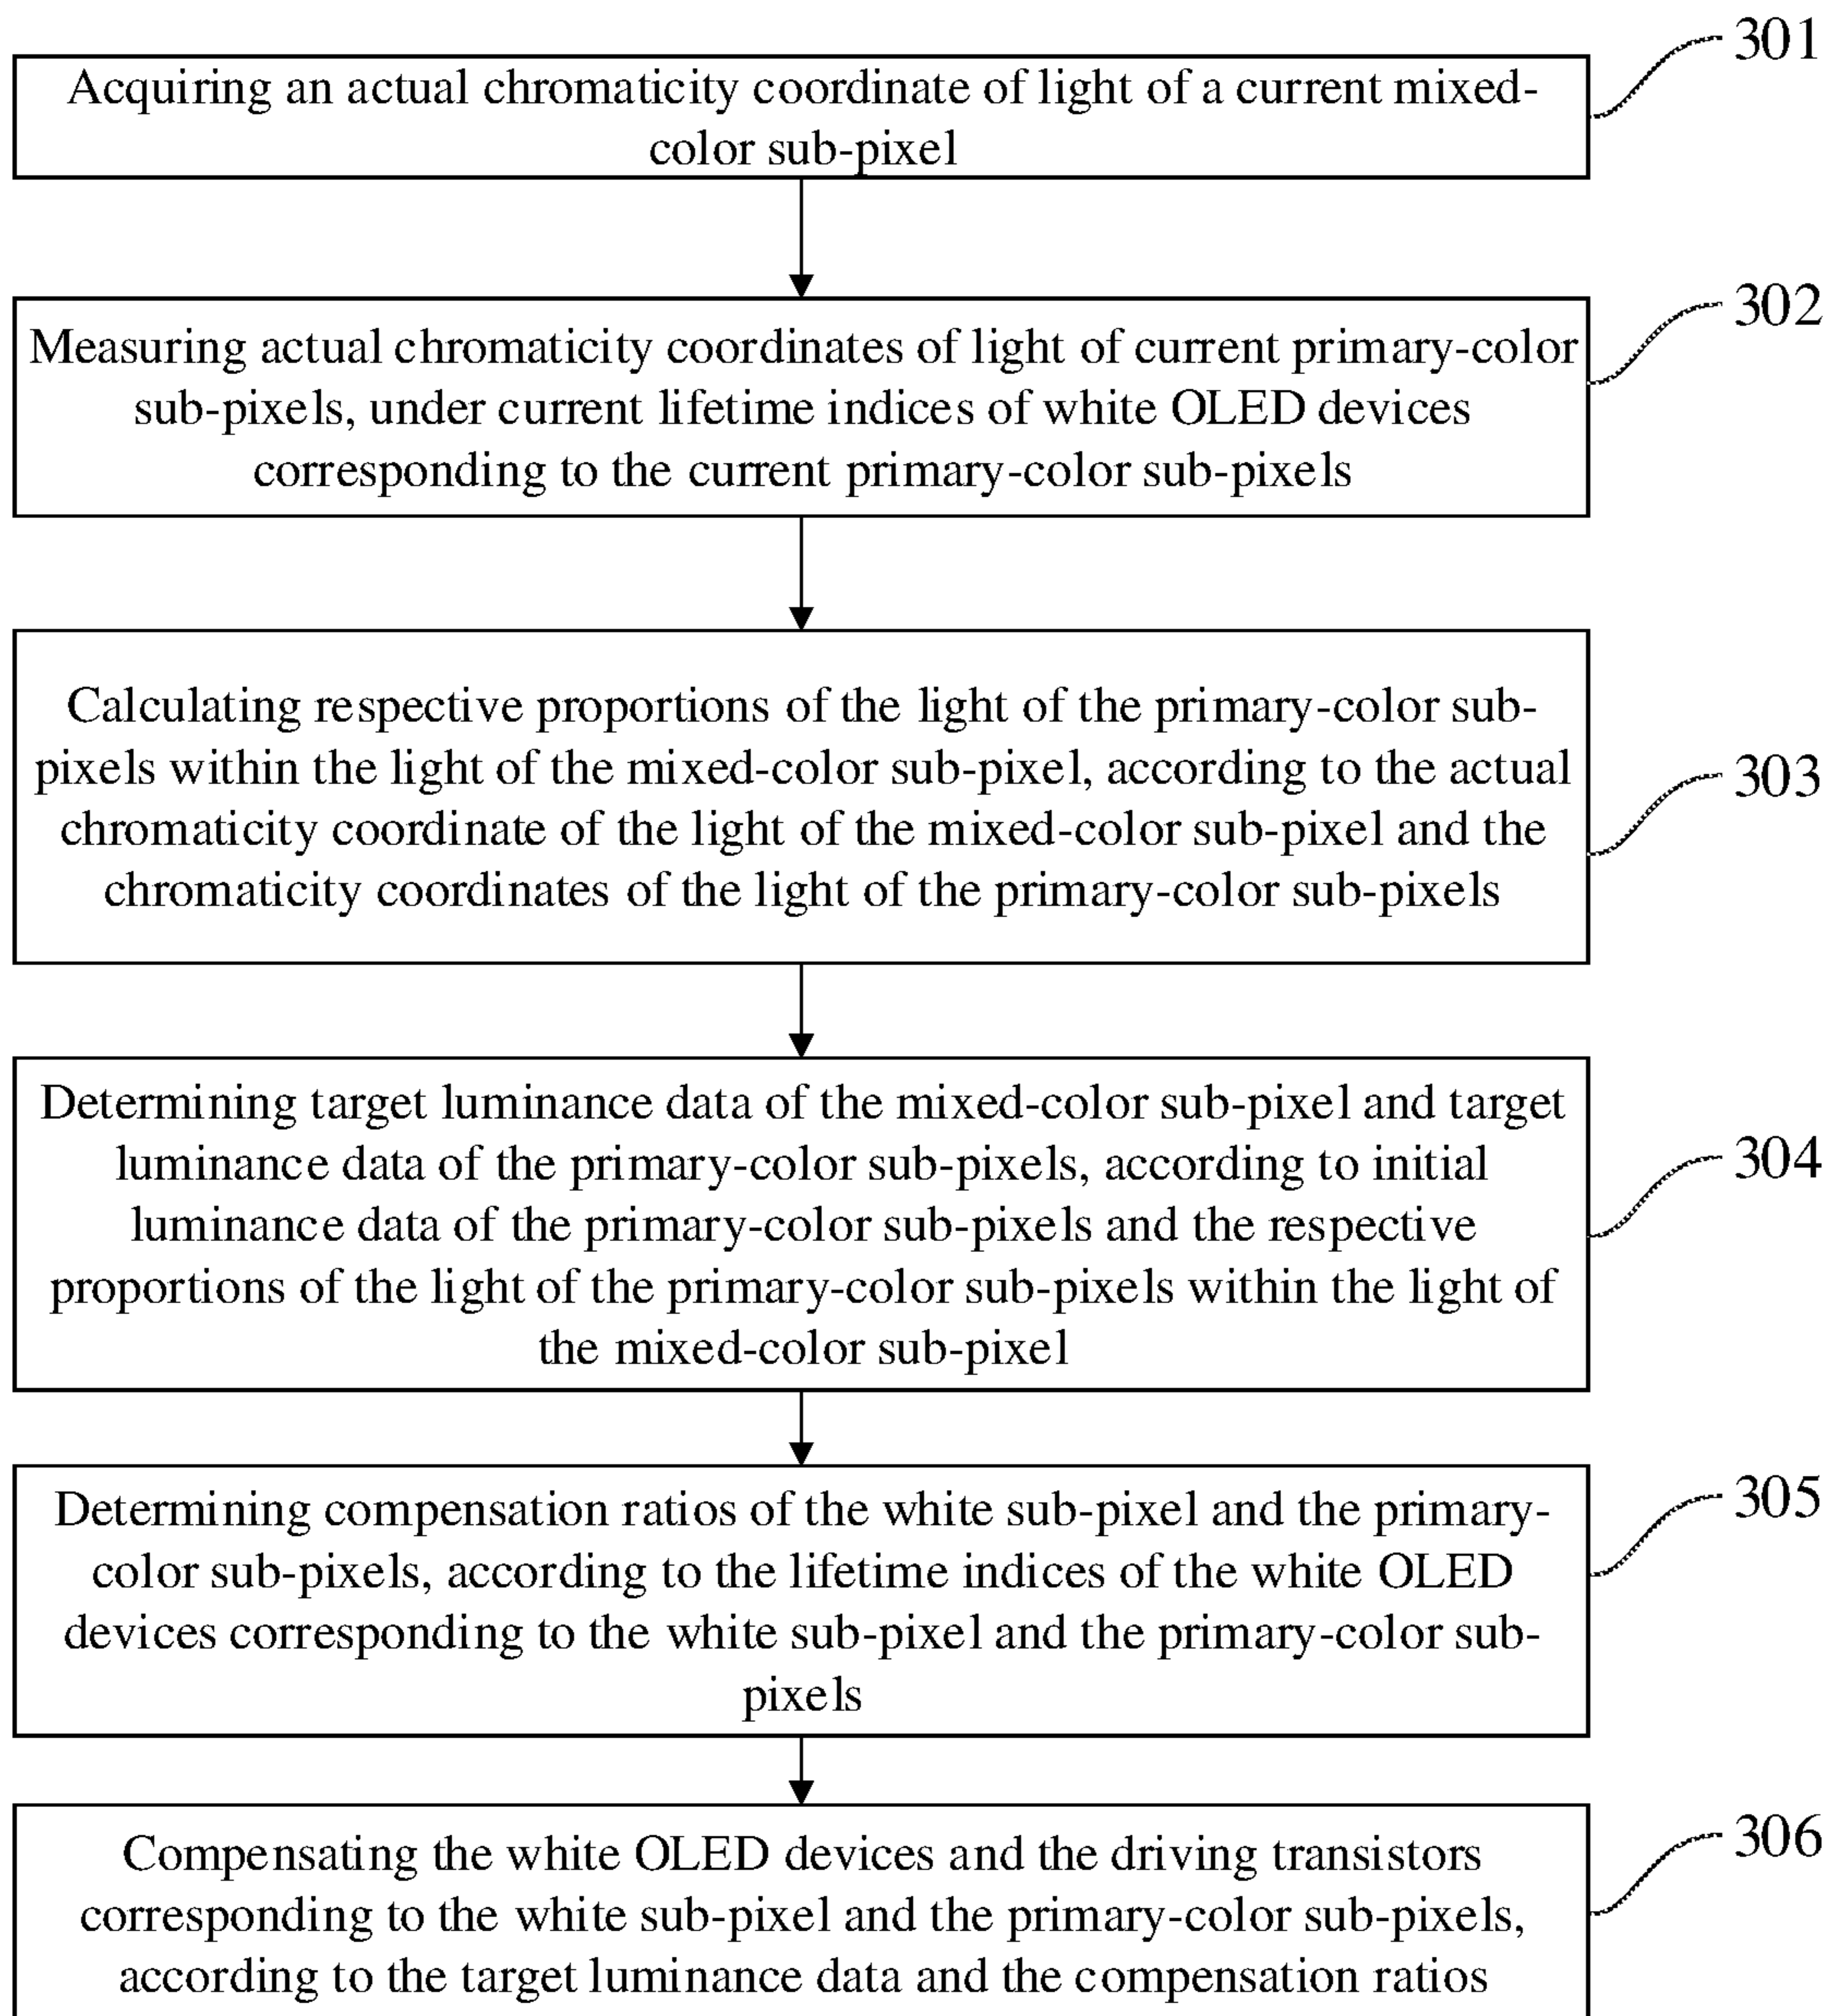 301
Acquiring an actual chromaticity coordinate of light of a current mixed-
color sub-pixel
302
Measuring actual chromaticity coordinates of light of current primary-color
sub-pixels, under current lifetime indices of white OLED devices
corresponding to the current primary-color sub-pixels
Calculating respective proportions of the light of the primary-color sub-
pixels within the light of the mixed-color sub-pixel, according to the actual
303
chromaticity coordinate of the light of the mixed-color sub-pixel and the
chromaticity coordinates of the light of the primary-color sub-pixels
Determining target luminance data of the mixed-color sub-pixel and target
luminance data of the primary-color sub-pixels, according to initial
304
luminance data of the primary-color sub-pixels and the respective
proportions of the light of the primary-color sub-pixels within the light of
the mixed-color sub-pixel
305
Determining compensation ratios of the white sub-pixel and the primary-
color sub-pixels, according to the lifetime indices of the white OLED
devices corresponding to the white sub-pixel and the primary-color sub-
pixels
306
Compensating the white OLED devices and the driving transistors
corresponding to the white sub-pixel and the primary-color sub-pixels,
according to the target luminance data and the compensation ratios